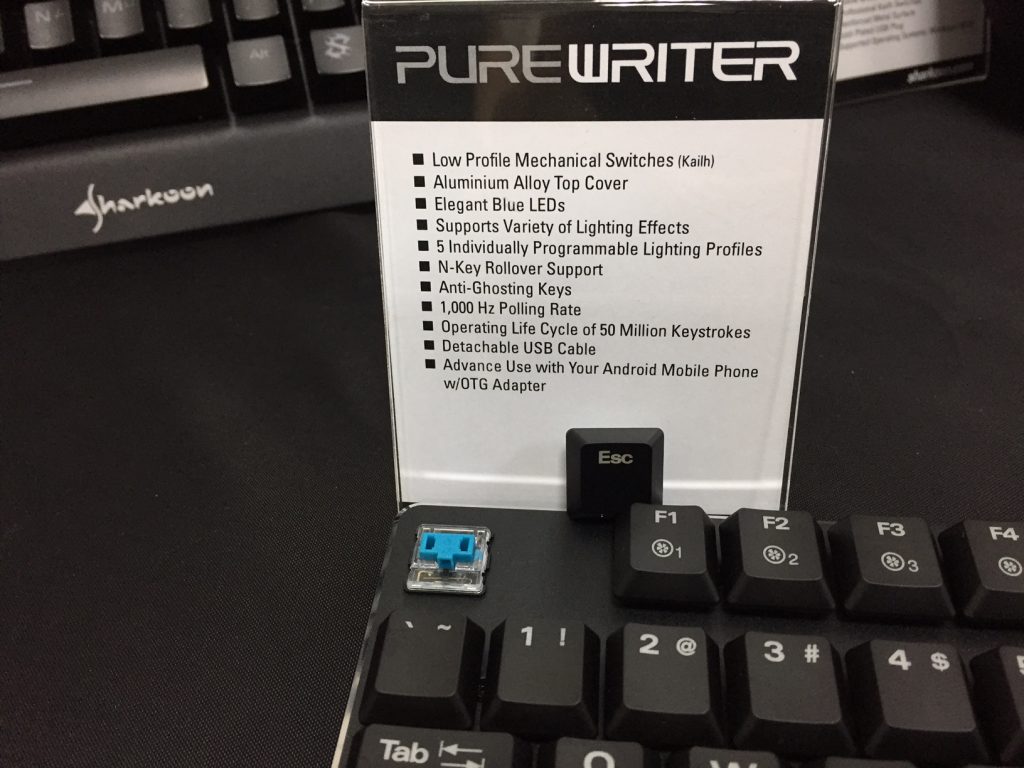 N
M
Alt
sharkoon
PUREWRITER
■ Low Profile Mechanical Switches (Kailh)
■ Aluminium Alloy Top Cover
■ Elegant Blue LEDs
■ Supports Variety of Lighting Effects
■ 5 Individually Programmable Lighting Profiles
■ N-Key Rollover Support
■ Anti-Ghosting Keys
■ 1,000 Hz Polling Rate
■ Operating Life Cycle of 50 Million Keystrokes
■ Detachable USB Cable
■ Advance Use with Your Android Mobile Phone
w/OTG Adapter
Esc
F1 F2 F3 F4
1 2 3
` ~ 1 ! 2 @ 3 # 4 $ 5
Tab Q W